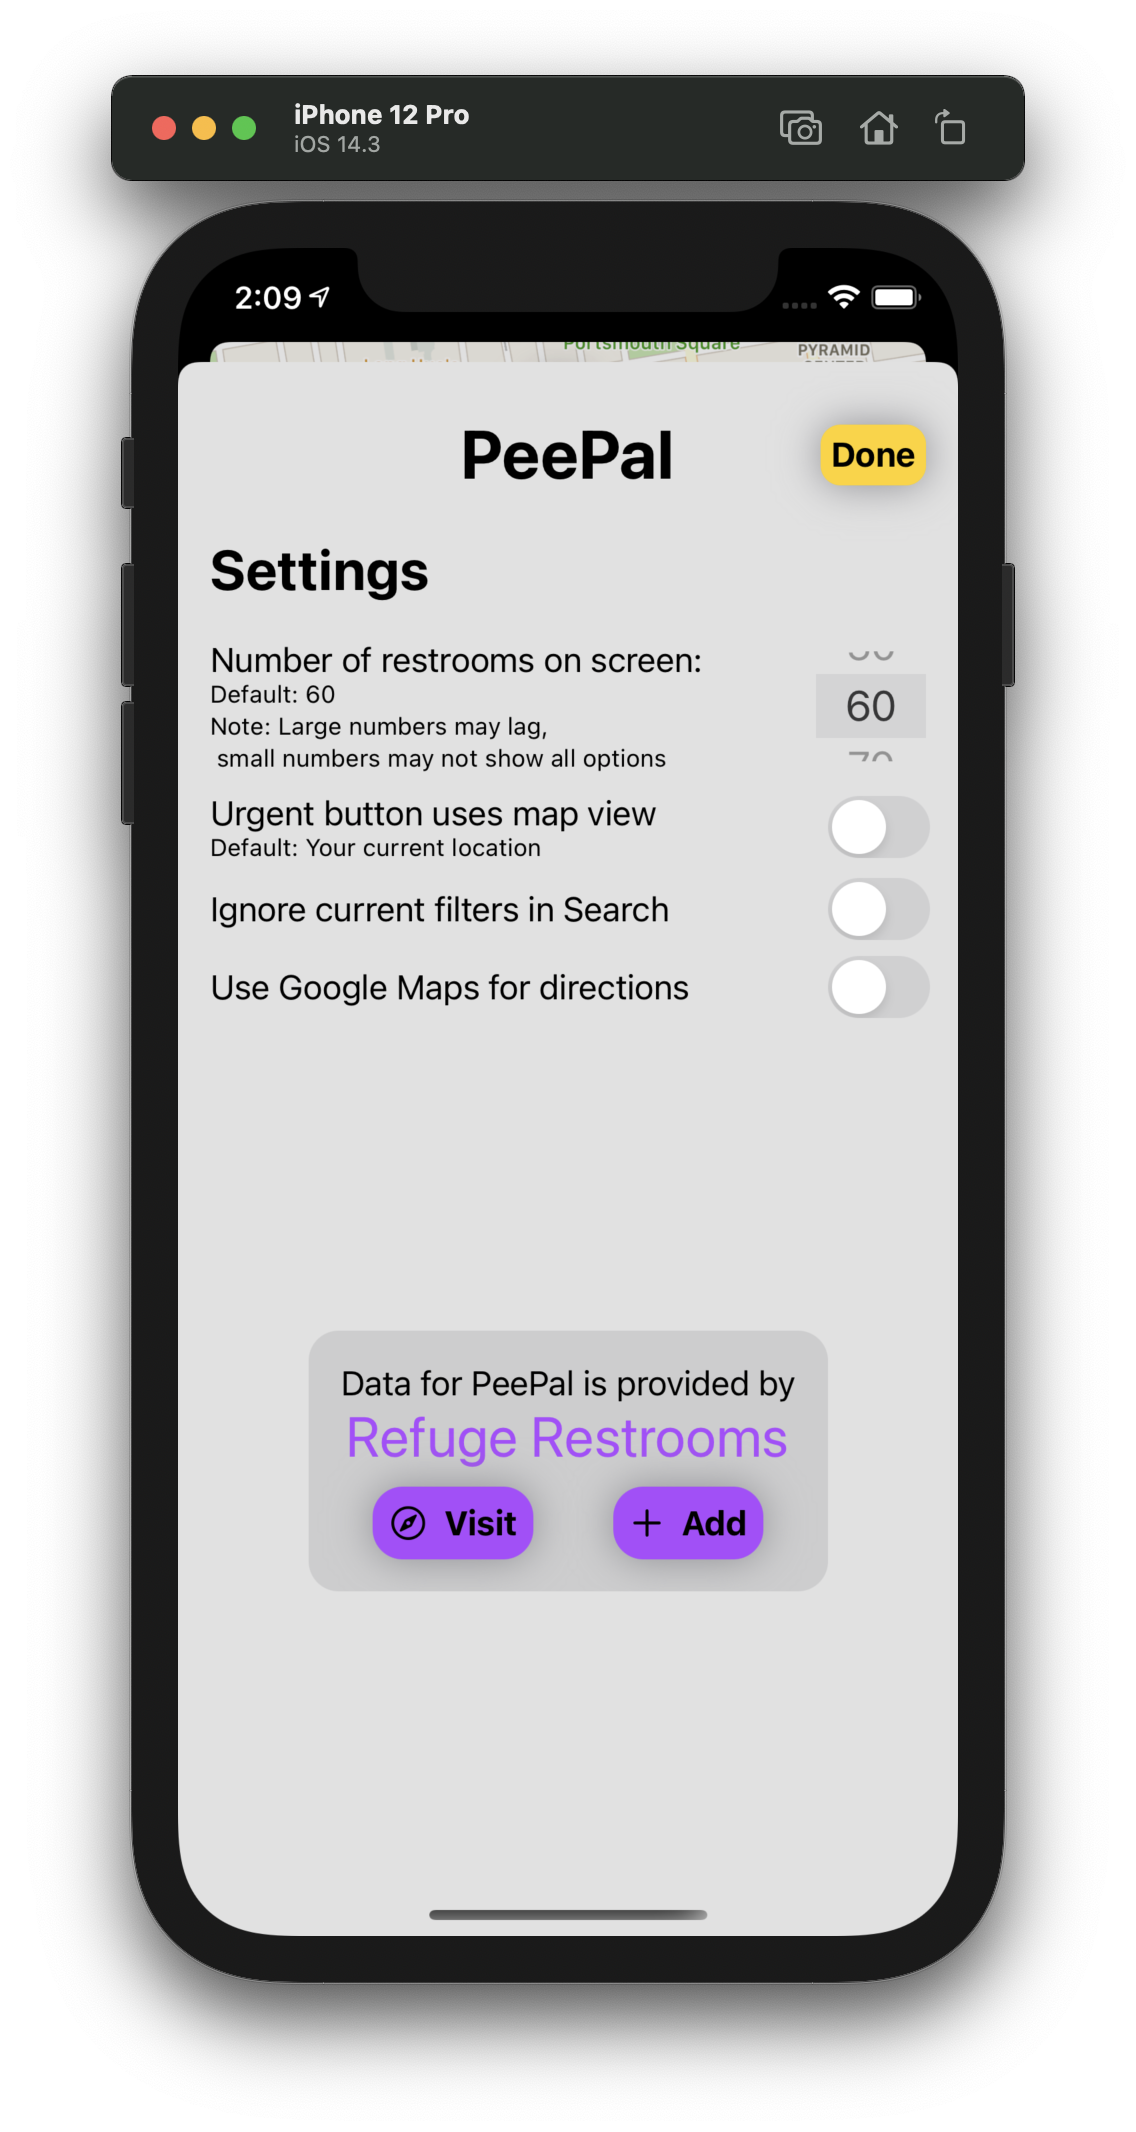 iPhone 12 Pro
iOS 14.3
2:09
Portsmouth Square
PYRAMID
PeePal
Done
Settings
Number of restrooms on screen:
Default: 60
Note: Large numbers may lag,
small numbers may not show all options
60
Urgent button uses map view
Default: Your current location
Ignore current filters in Search
Use Google Maps for directions
Data for PeePal is provided by
Refuge Restrooms
Visit
Add